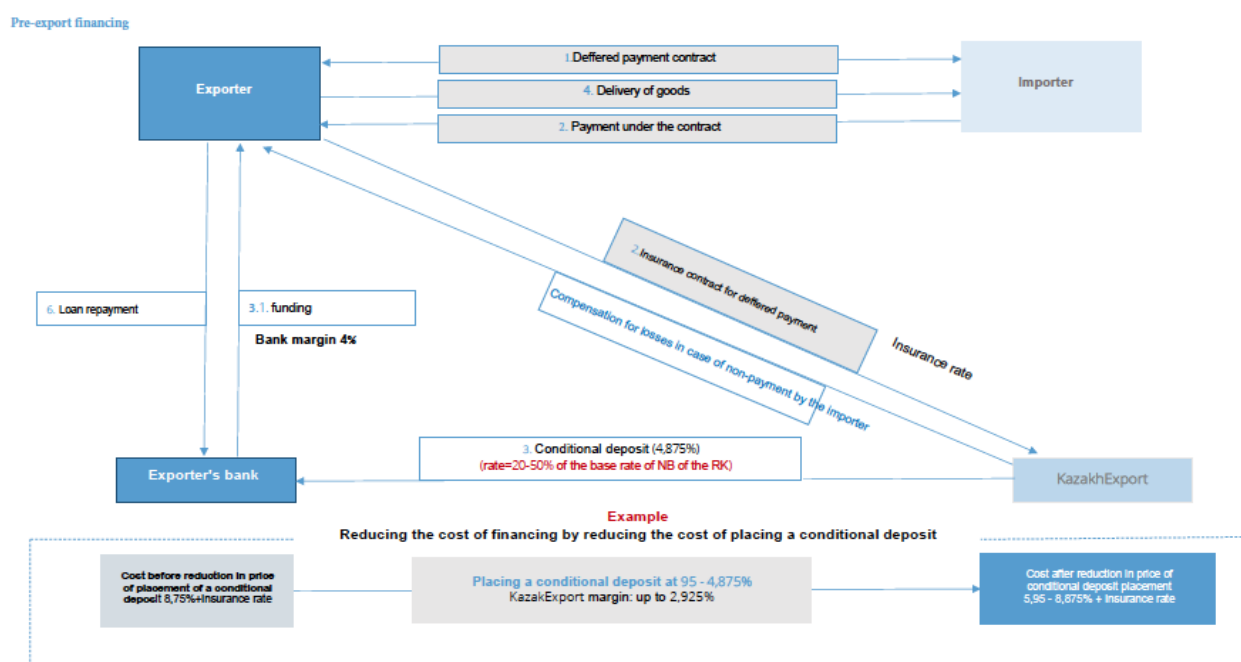 Pre-export financing
1.Deffered payment contract
Exporter
4. Delivery of goods
Importer
2. Payment under the contract
2.Insurance contract for deffered payment
Compensation for losses in case of non-payment by the importer
Insurance rate
6. Loan repayment
3.1. funding
Bank margin 4%
3. Conditional deposit (4,875%)
(rate=20-50% of the base rate of NB of the RK)
Exporter's bank
KazakhExport
Example
Reducing the cost of financing by reducing the cost of placing a conditional deposit
Cost before reduction in price
of placement of a conditional
deposit 8,75%+insurance rate
Placing a conditional deposit at 95 - 4,875%
KazakExport margin: up to 2,925%
Cost after reduction in price of
conditional deposit placement
5,95 - 8,875% + insurance rate